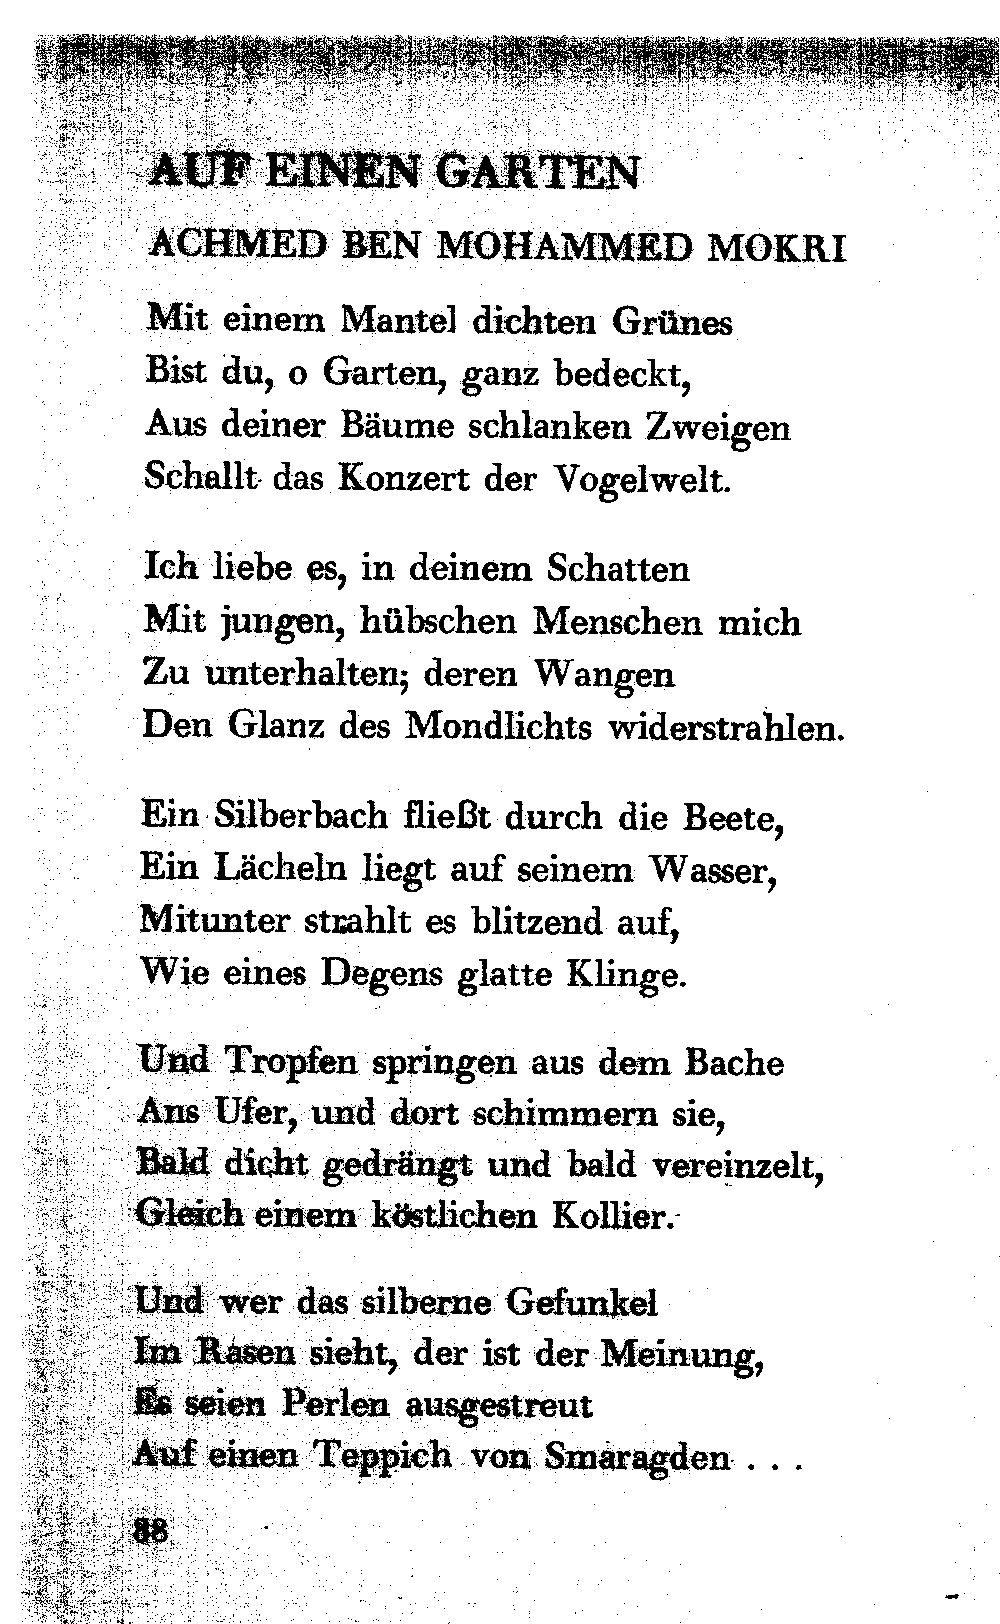 AUF EINEN GARTEN
ACHMED BEN MOHAMMED MOKRI
Mit einem Mantel dichten Grünes
Bist du, o Garten, ganz bedeckt,
Aus deiner Bäume schlanken Zweigen
Schallt das Konzert der Vogelwelt.
Ich liebe es, in deinem Schatten
Mit jungen, hübschen Menschen mich
Zu unterhalten; deren Wangen
Den Glanz des Mondlichts widerstrahlen.
Ein Silberbach fließt durch die Beete,
Ein Lächeln liegt auf seinem Wasser,
Mitunter strahlt es blitzend auf,
Wie eines Degens glatte Klinge.
Und Tropfen springen aus dem Bache
Ans Ufer, und dort schimmern sie,
Bald dicht gedrängt und bald vereinzelt,
Gleich einem köstlichen Kollier.
Und wer das silberne Gefunkel
Im Rasen sieht, der ist der Meinung,
Es seien Perlen ausgestreut
Auf einen Teppich von Smaragden . . .